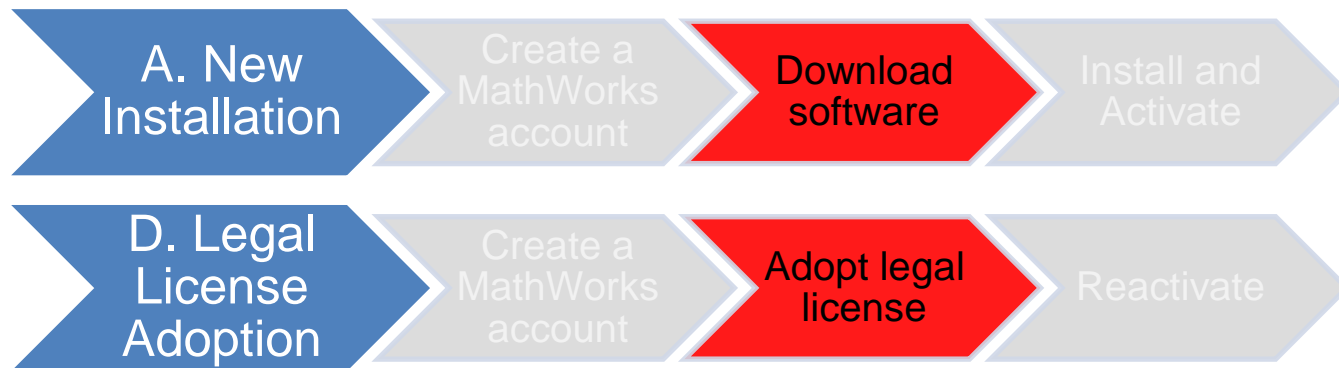 A. New
Installation
Create a
MathWorks
account
Download
software
Install and
Activate
D. Legal
License
Adoption
Create a
MathWorks
account
Adopt legal
license
Reactivate